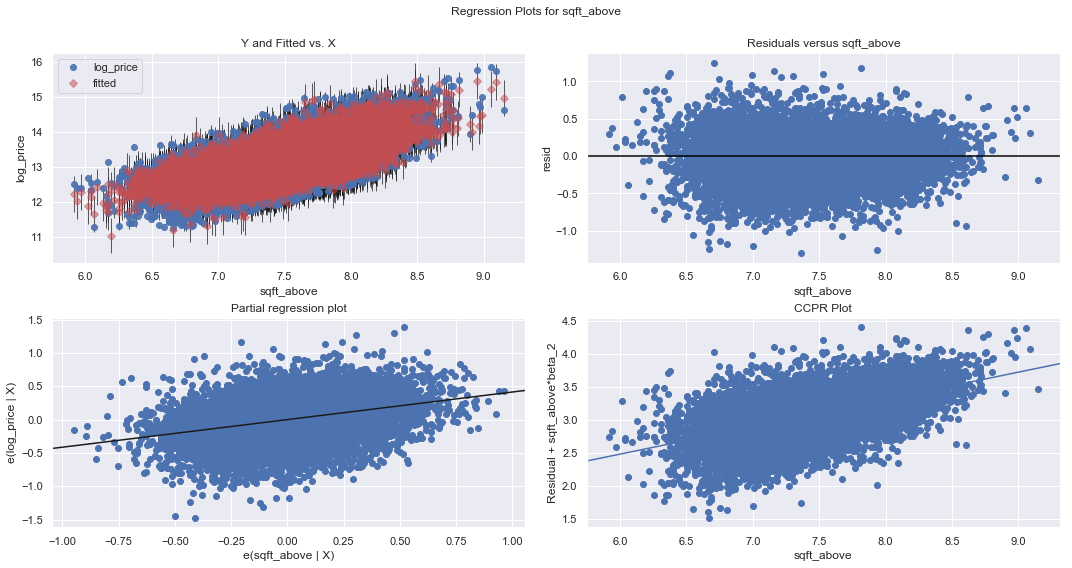 Regression Plots for sqft_above
Y and Fitted vs. X
log_price
fitted
16
15
14
13
12
11
log_price
6.0 6.5 7.0 7.5 8.0 8.5 9.0
sqft_above
Residuals versus sqft_above
1.0
0.5
0.0
−0.5
−1.0
resid
6.0 6.5 7.0 7.5 8.0 8.5 9.0
sqft_above
Partial regression plot
1.5
1.0
0.5
0.0
−0.5
−1.0
−1.5
e(log_price | X)
−1.00 −0.75 −0.50 −0.25 0.00 0.25 0.50 0.75 1.00
e(sqft_above | X)
CCPR Plot
4.5
4.0
3.5
3.0
2.5
2.0
1.5
Residual + sqft_above*beta_2
6.0 6.5 7.0 7.5 8.0 8.5 9.0
sqft_above